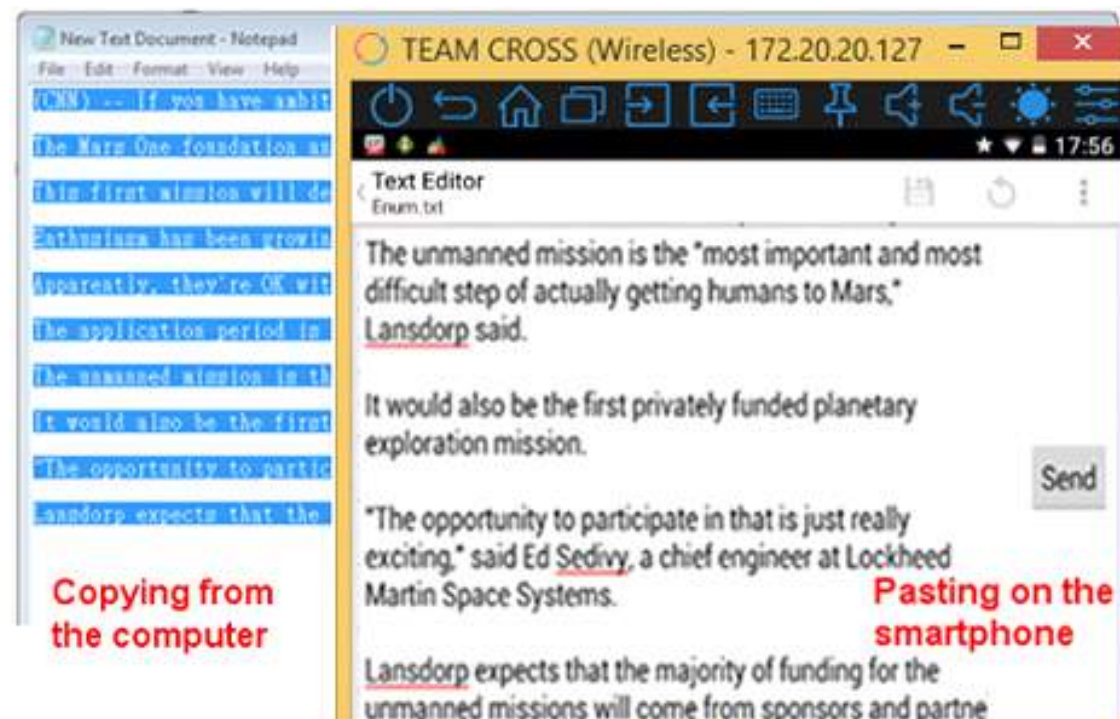 New Text Document - Notepad
File Edit Format View Help
(CNN) -- If you have ambit
The Mars One foundation an
This first mission will de
Enthusiasm has been growin
Apparently, they're OK wit
The application period is
The unmanned mission is th
It would also be the first
"The opportunity to partic
Lansdorp expects that the
Copying from
the computer
TEAM CROSS (Wireless) - 172.20.20.127
17:56
Text Editor
Enum.txt
The unmanned mission is the "most important and most
difficult step of actually getting humans to Mars,"
Lansdorp said.
It would also be the first privately funded planetary
exploration mission.
Send
"The opportunity to participate in that is just really
exciting," said Ed Sedivy, a chief engineer at Lockheed
Martin Space Systems.
Pasting on the
smartphone
Lansdorp expects that the majority of funding for the
unmanned missions will come from sponsors and partne